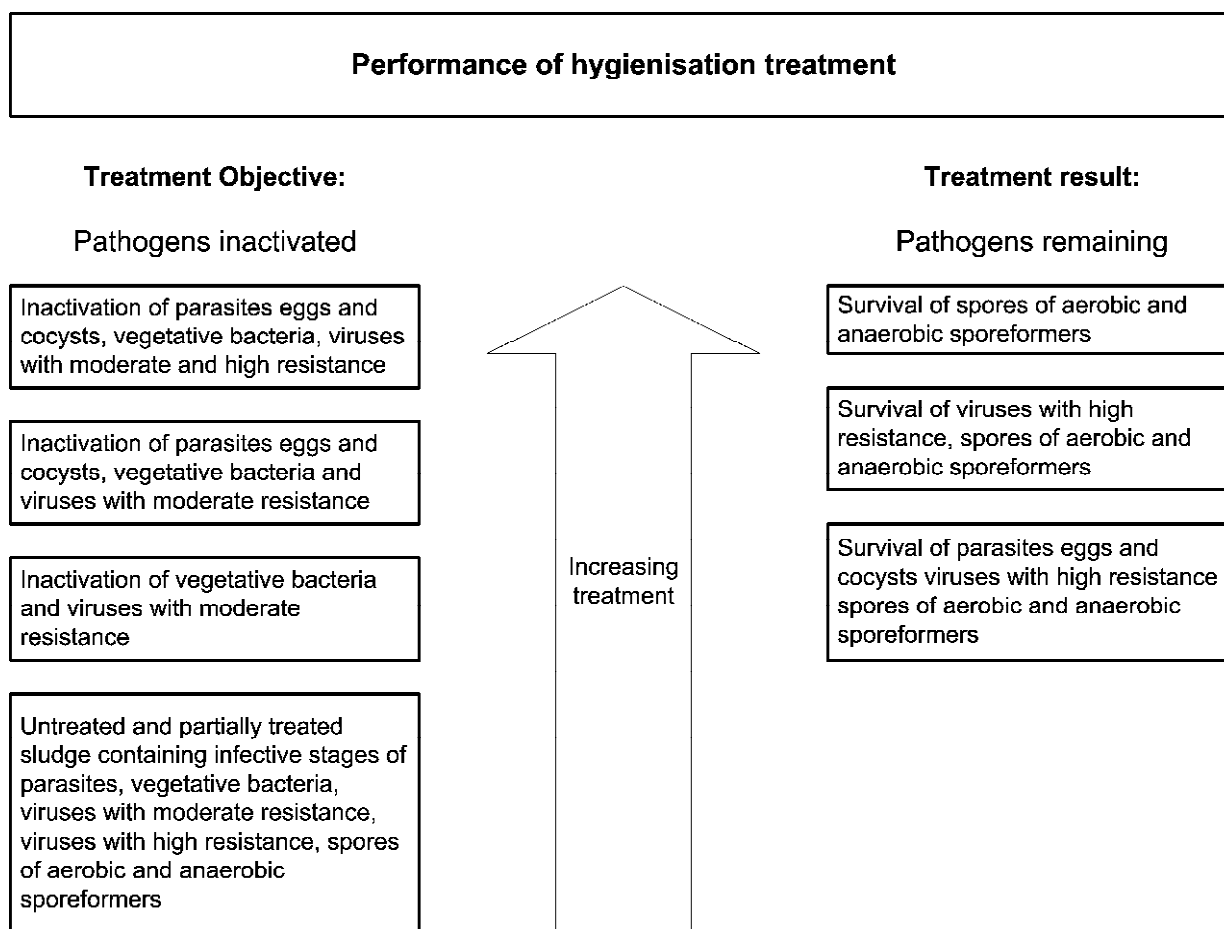 Performance of hygienisation treatment
Treatment Objective:
Pathogens inactivated
Inactivation of parasites eggs and
cocysts, vegetative bacteria, viruses
with moderate and high resistance
Inactivation of parasites eggs and
cocysts, vegetative bacteria and
viruses with moderate resistance
Inactivation of vegetative bacteria
and viruses with moderate
resistance
Untreated and partially treated
sludge containing infective stages of
parasites, vegetative bacteria,
viruses with moderate resistance,
viruses with high resistance, spores
of aerobic and anaerobic
sporeformers
Increasing
treatment
Treatment result:
Pathogens remaining
Survival of spores of aerobic and
anaerobic sporeformers
Survival of viruses with high
resistance, spores of aerobic and
anaerobic sporeformers
Survival of parasites eggs and
cocysts viruses with high resistance
spores of aerobic and anaerobic
sporeformers